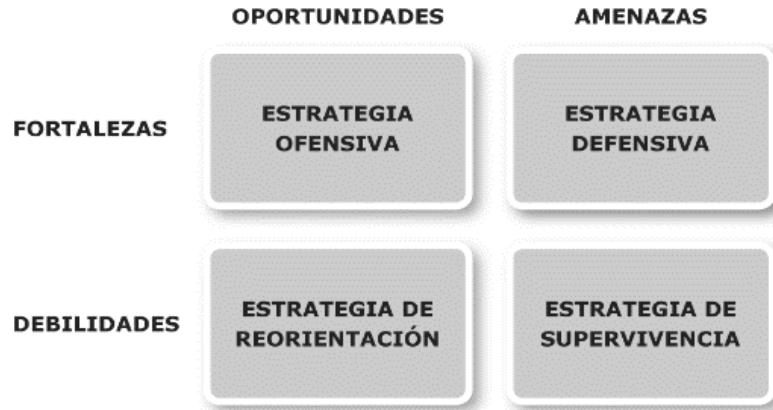 OPORTUNIDADES AMENAZAS
FORTALEZAS
ESTRATEGIA
OFENSIVA
ESTRATEGIA
DEFENSIVA
DEBILIDADES
ESTRATEGIA DE
REORIENTACIÓN
ESTRATEGIA DE
SUPERVIVENCIA